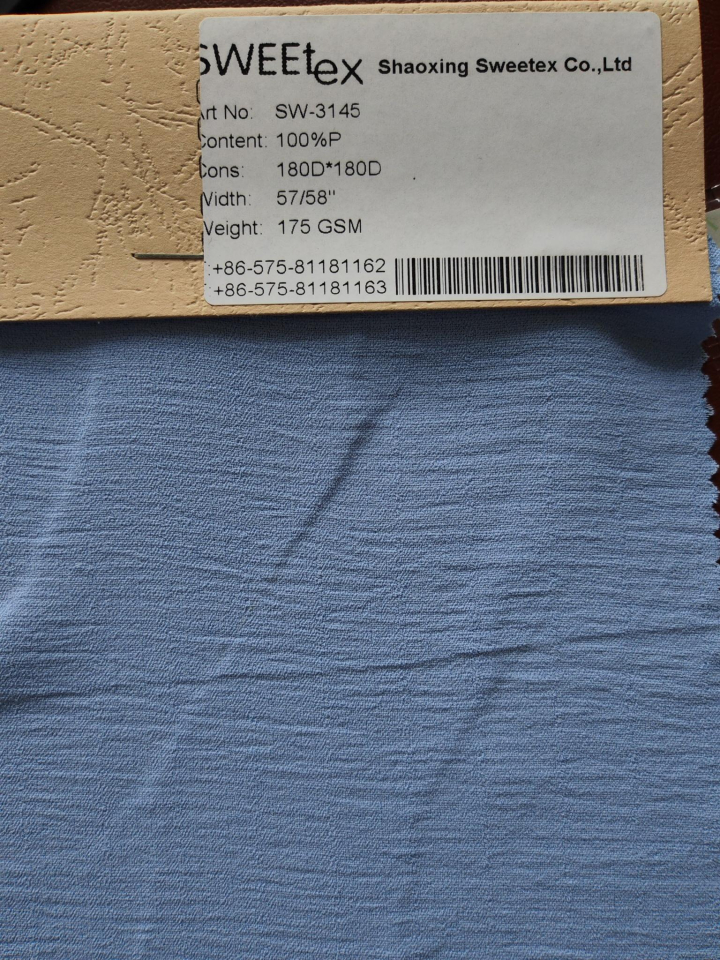 SWEEtex Shaoxing Sweetex Co.,Ltd
Art No: SW-3145
Content: 100%P
Cons: 180D*180D
Width: 57/58"
Weight: 175 GSM
:+86-575-81181162
:+86-575-81181163